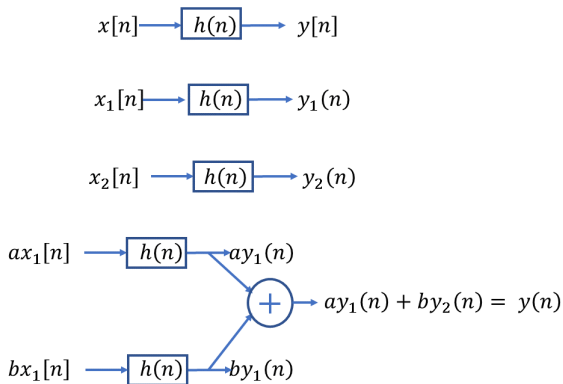 x[n] h(n) y[n]
x₁[n] h(n) y₁(n)
x₂[n] h(n) y₂(n)
ax₁[n] h(n) ay₁(n)
+ ay₁(n) + by₂(n) = y(n)
bx₁[n] h(n) by₁(n)